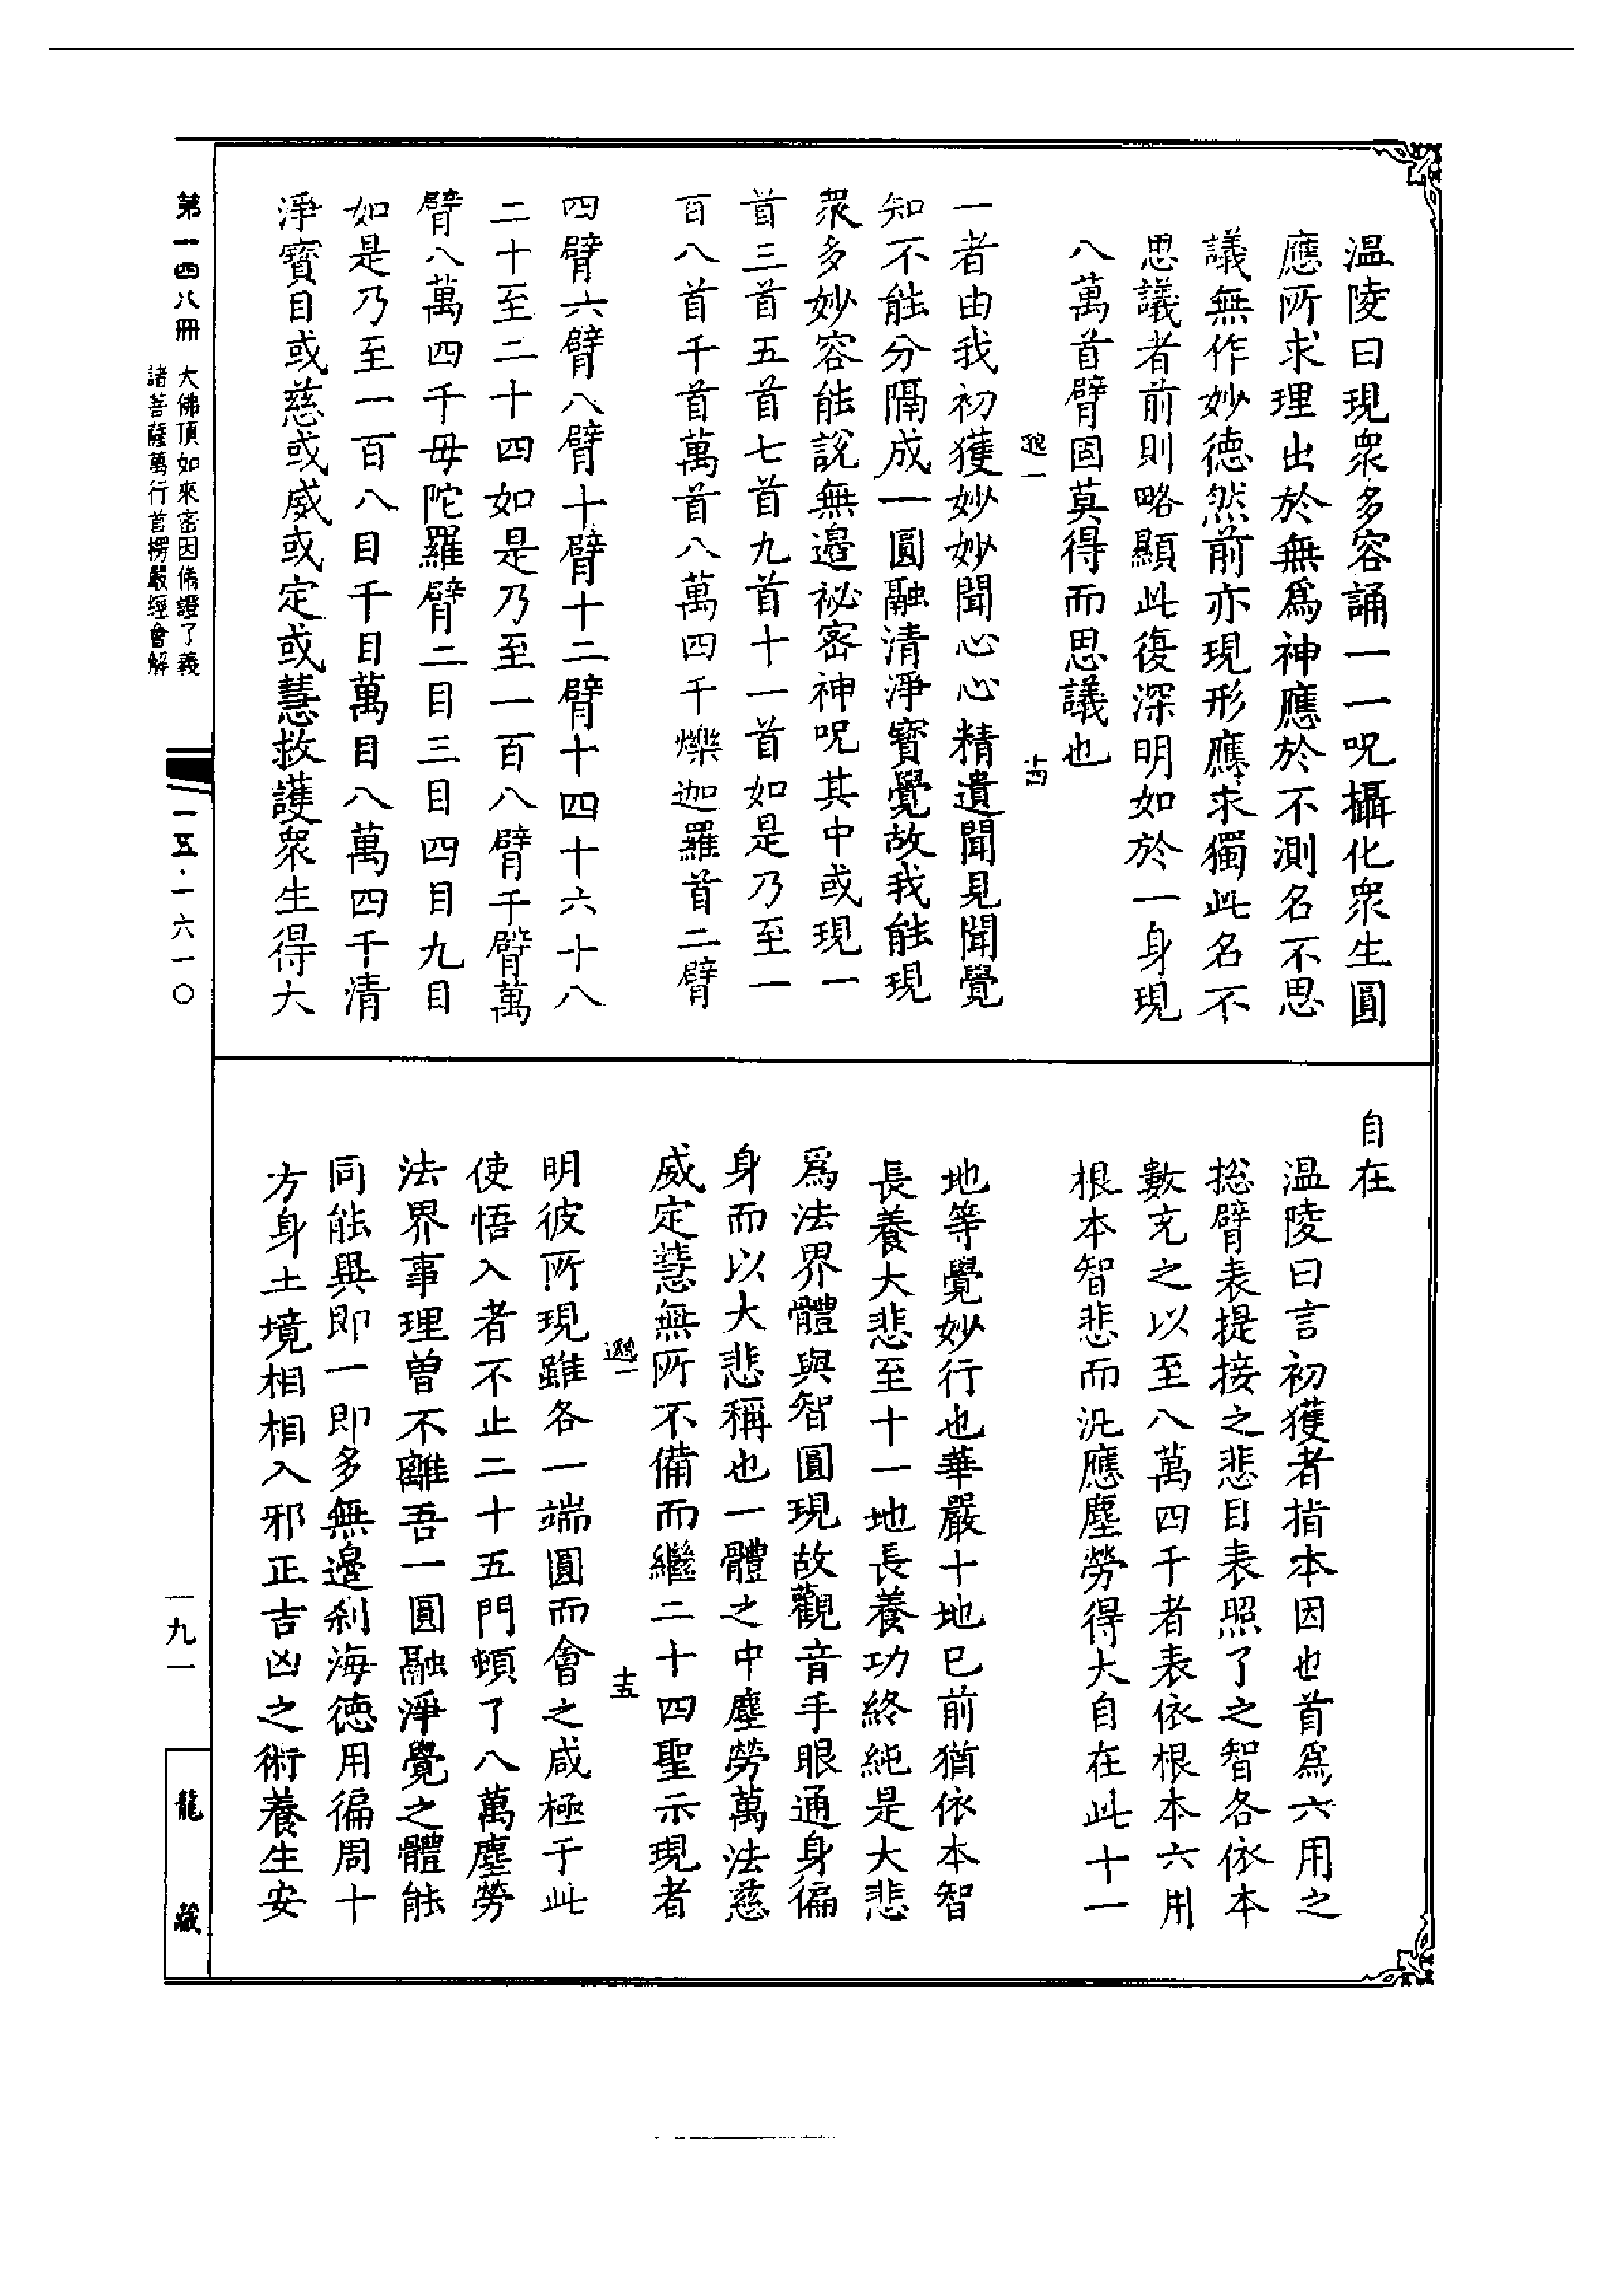 温陵曰現衆多容誦一一呪攝化衆生圓
應所求理出於無爲神應於不測名不思
議無作妙德然前亦現形應求獨此名不
思議者前則略顯此復深明如於一身現
八萬首臂固莫得而思議也
十四
一者由我初獲妙妙聞心心精遺聞見聞覺
知不能分隔成一圓融清淨寶覺故我能現
衆多妙容能說無邊祕密神呪其中或現一
首三首五首七首九首十一首如是乃至一
百八首千首萬首八萬四千爍迦羅首二臂
四臂六臂八臂十臂十二臂十四十六十八
二十至二十四如是乃至一百八臂千臂萬
臂八萬四千母陀羅臂二目三目四目九目
如是乃至一百八目千目萬目八萬四千清
淨寶目或慈或威或定或慧救護衆生得大
自在
温陵曰言初獲者指本因也首爲六用之
捴臂表提接之悲目表照了之智各依本
數充之以至八萬四千者表依根本六用
根本智悲而汎應塵勞得大自在此十一
地等覺妙行也華嚴十地已前猶依本智
長養大悲至十一地長養功終純是大悲
爲法界體與智圓現故觀音手眼通身徧
身而以大悲稱也一體之中塵勞萬法慈
威定慧無所不備而繼二十四聖示現者
十五
明彼所現雖各一端圓而會之咸極于此
使悟入者不止二十五門頓了八萬塵勞
法界事理曾不離吾一圓融淨覺之體能
同能異即一即多無邊刹海德用徧周十
方身土境相相入邪正吉凶之術養生安
第一四八冊
大佛頂如來密因脩證了義
諸菩薩萬行首楞嚴經會解
一五·一六一〇
一九一
龍藏